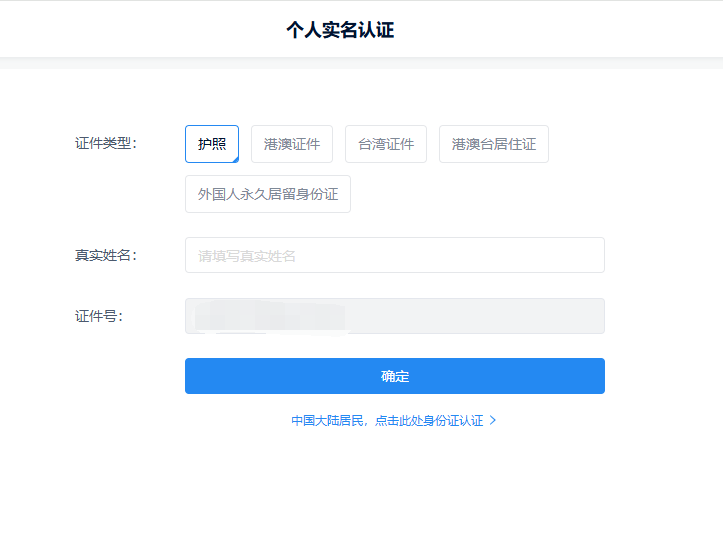 个人实名认证
证件类型：
护照 港澳证件 台湾证件 港澳台居住证
外国人永久居留身份证
真实姓名：
请填写真实姓名
证件号：
确定
中国大陆居民，点击此处身份证认证 >